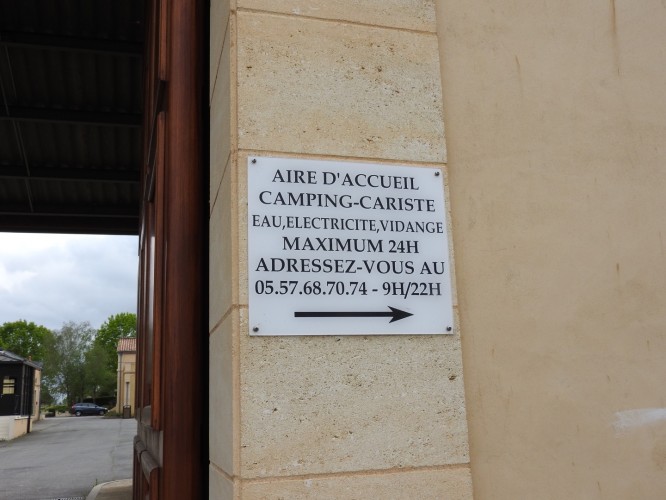 AIRE D'ACCUEIL
CAMPING-CARISTE
EAU,ELECTRICITE,VIDANGE
MAXIMUM 24H
ADRESSEZ-VOUS AU
05.57.68.70.74 - 9H/22H